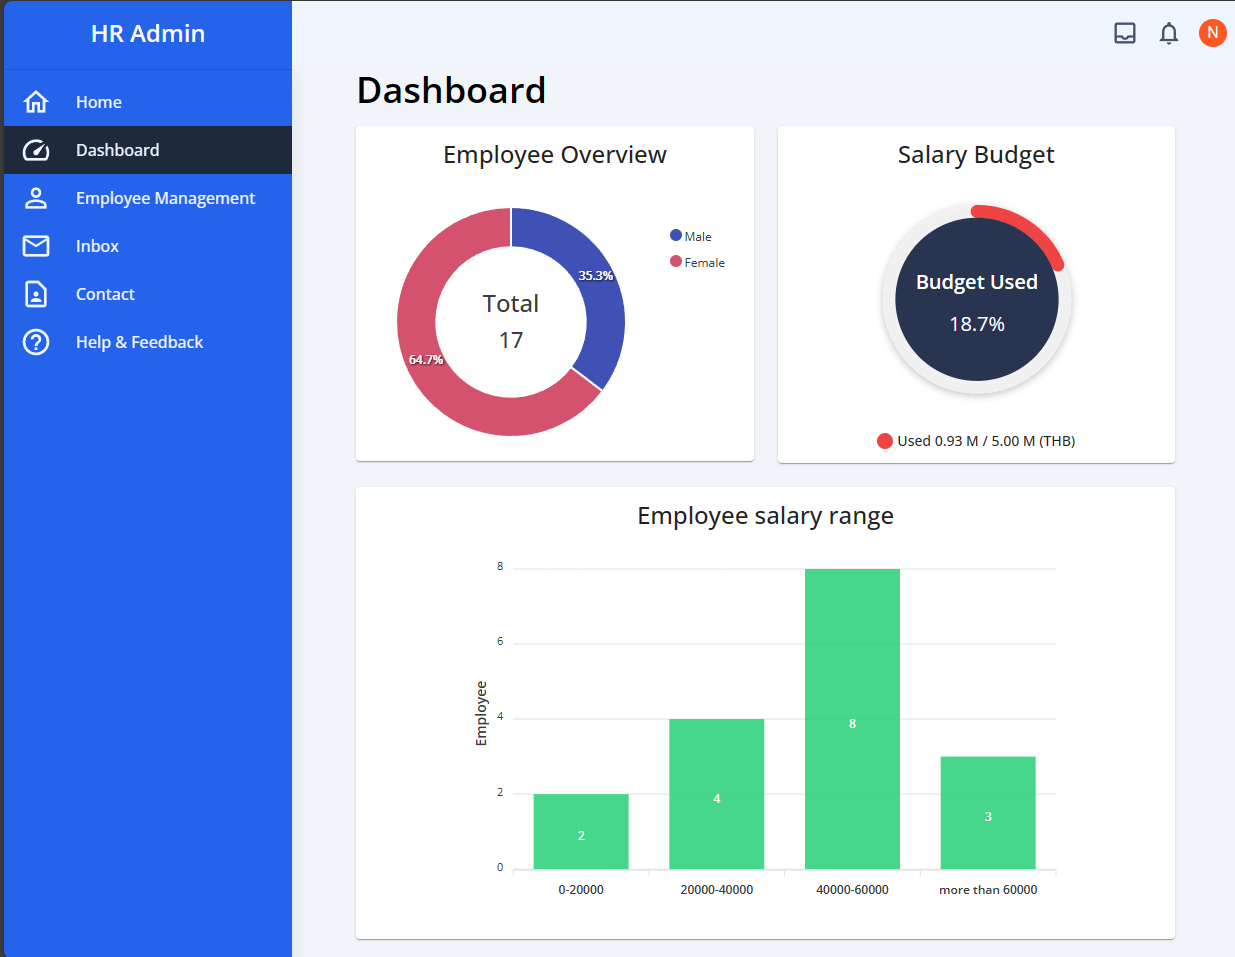 HR Admin
N
Home
Dashboard
Employee Management
Inbox
Contact
Help & Feedback
Dashboard
Employee Overview
Male
Female
35.3%
64.7%
Total
17
Salary Budget
Budget Used
18.7%
Used 0.93 M / 5.00 M (THB)
Employee salary range
Employee
8
6
4
2
0
2
4
8
3
0-20000
20000-40000
40000-60000
more than 60000